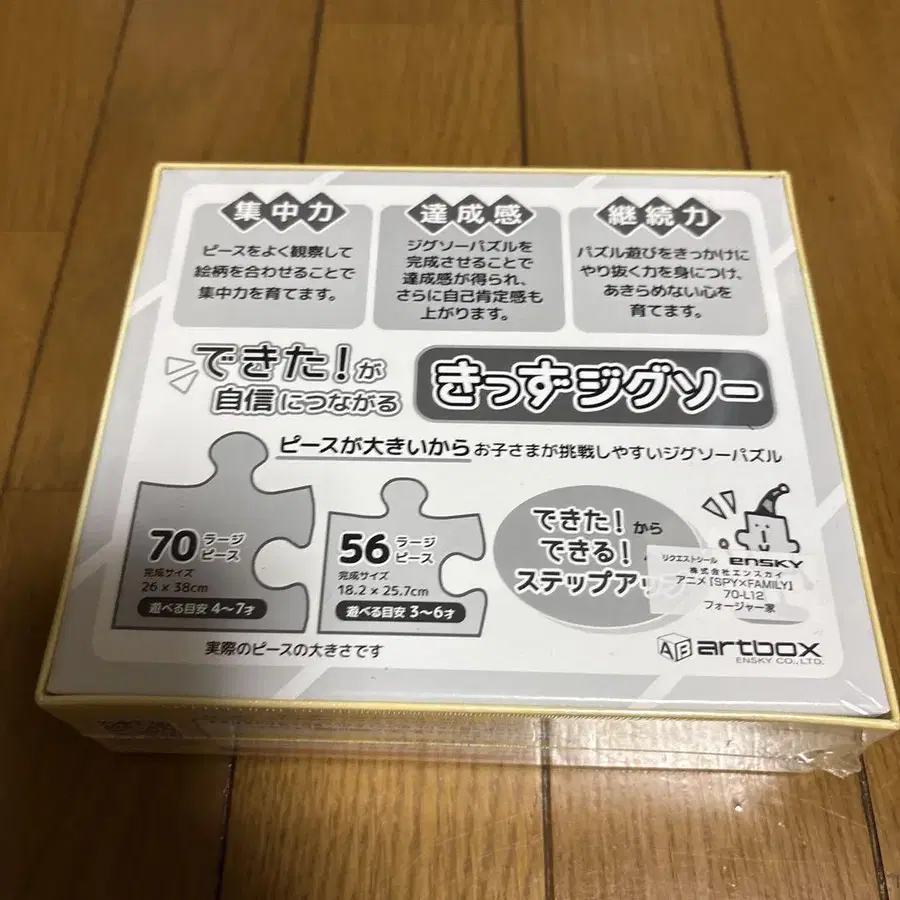 集中力
ピースをよく観察して
絵柄を合わせることで
集中力を育てます。
達成感
ジグソーパズルを
完成させることで
達成感が得られ、
さらに自己肯定感も
上がります。
継続力
パズル遊びをきっかけに
やり抜く力を身につけ、
あきらめない心を
育てます。
できた!が
自信につながる
きっずジグソー
ピースが大きいから お子さまが挑戦しやすいジグソーパズル
70 ラージピース
完成サイズ
26 x 38cm
遊べる目安 4~7才
56 ラージピース
完成サイズ
18.2 x 25.7cm
遊べる目安 3~6才
実際のピースの大きさです
できた!から
できる!
ステップアップ
リクエストシール ENSKY
株式会社エンスカイ
アニメ「SPY×FAMILY」
70-L12
フォージャー家
AE artbox
ENSKY CO.,LTD.